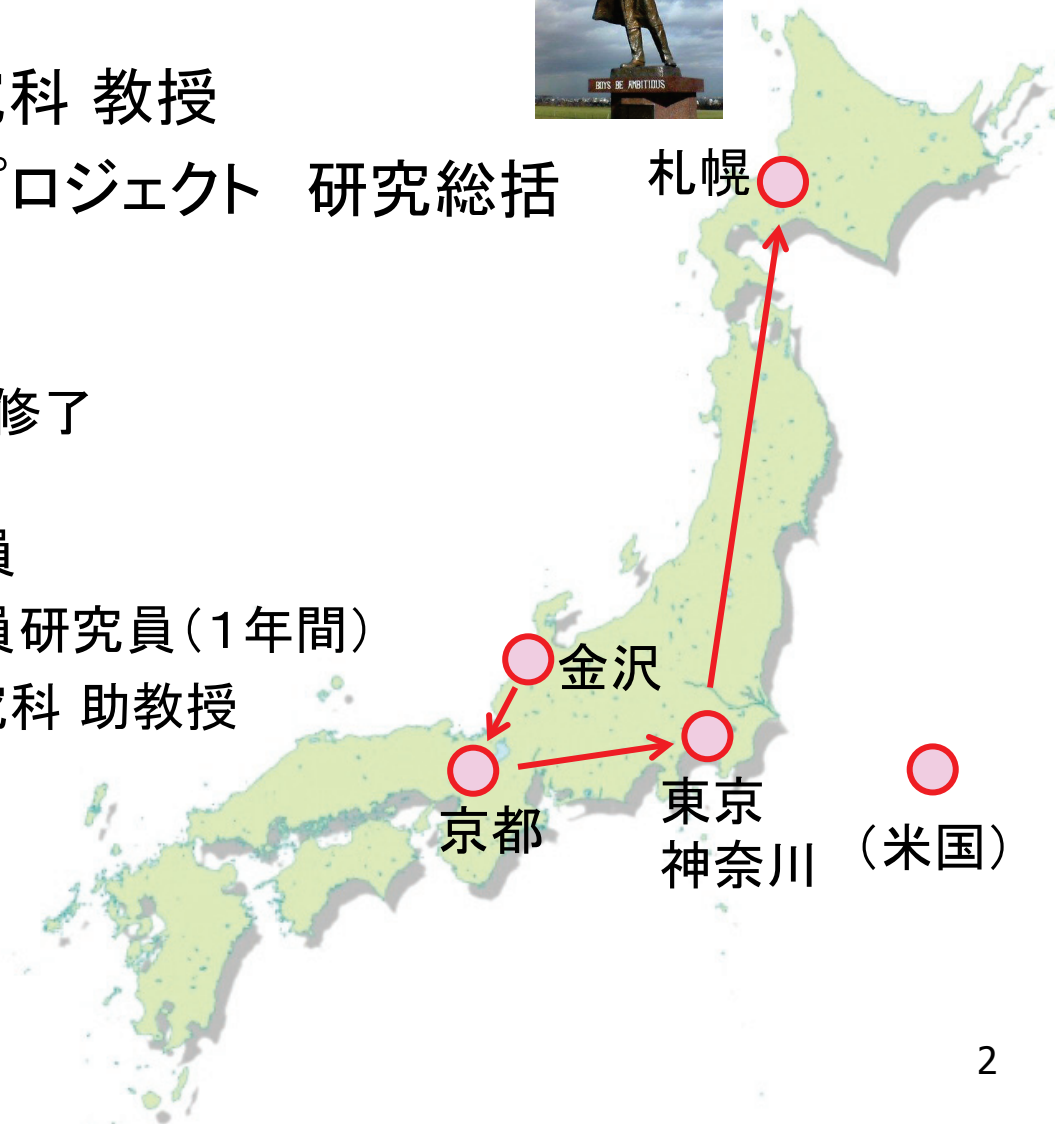 BOYS BE AMBITIOUS
科 教授
プロジェクト　研究総括
札幌
修了
員
員研究員（１年間）
金沢
究科 助教授
京都
東京
神奈川
（米国）
2